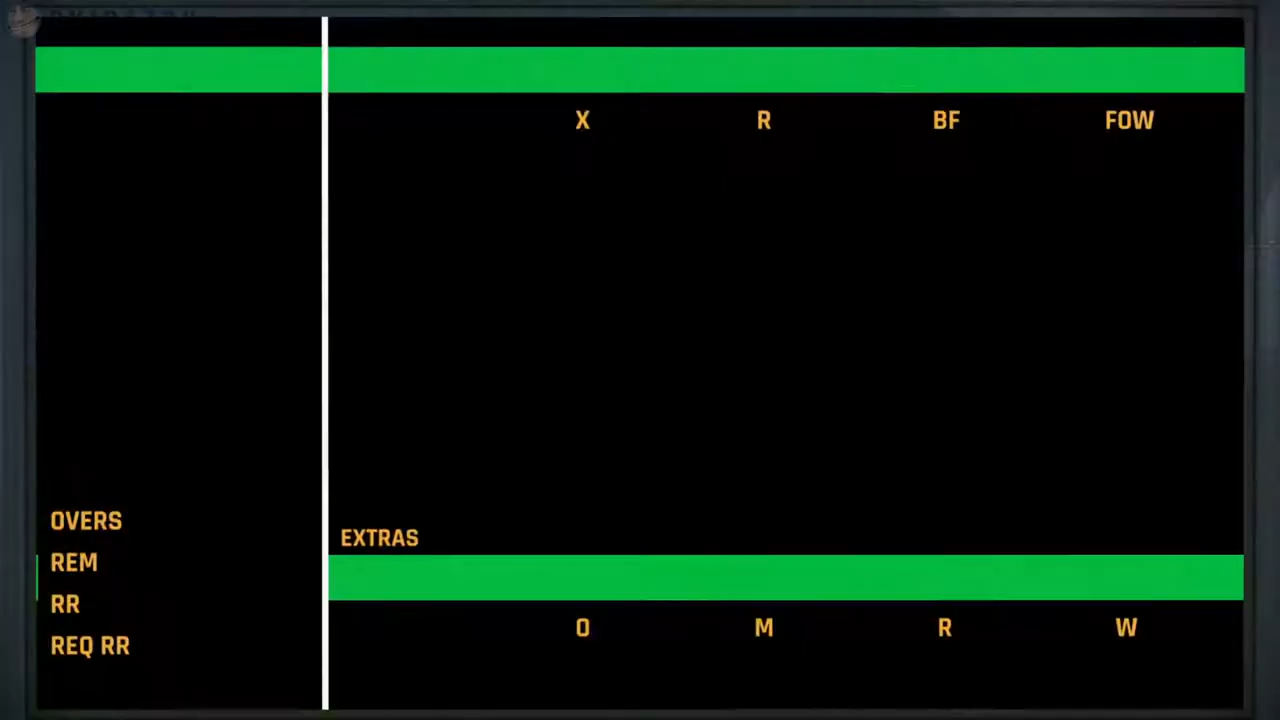 X R BF FOW
OVERS
REM
RR
REQ RR
EXTRAS
O M R W